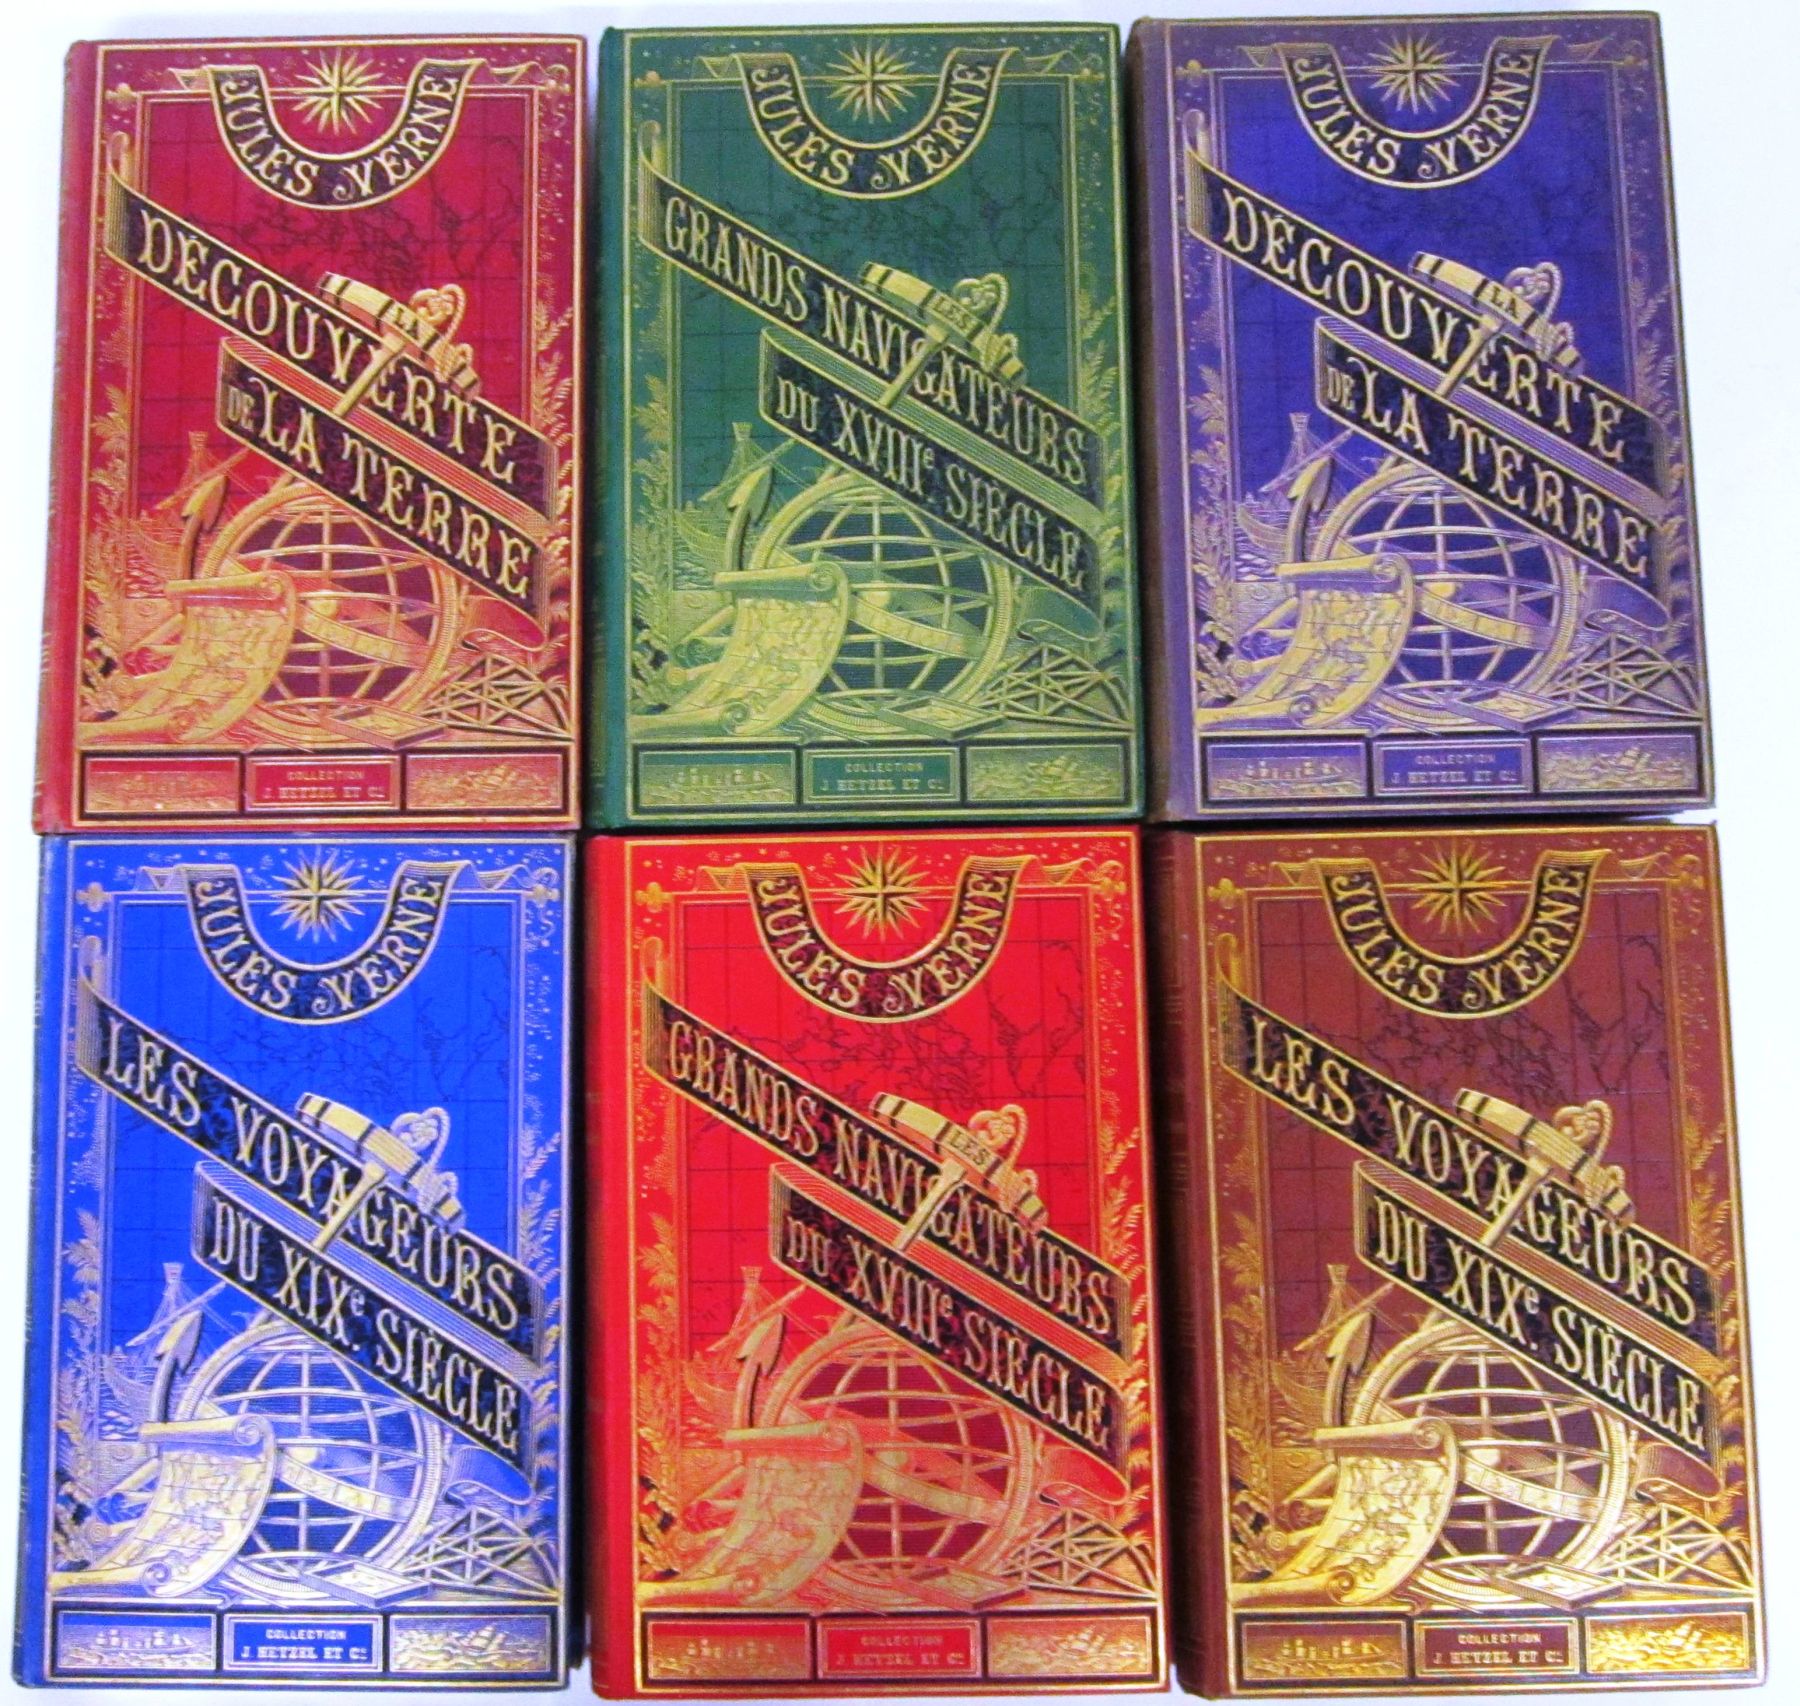 JULES VERNE
LA
DÉCOUVERTE
DE LA TERRE
COLLECTION
J. HETZEL ET Cie
JULES VERNE
LES
GRANDS NAVIGATEURS
DU XVIIIe SIÈCLE
COLLECTION
J. HETZEL ET Cie
JULES VERNE
LA
DÉCOUVERTE
DE LA TERRE
COLLECTION
J. HETZEL ET Cie
JULES VERNE
LES VOYAGEURS
DU XIXe SIÈCLE
COLLECTION
J. HETZEL ET Cie
JULES VERNE
LES
GRANDS NAVIGATEURS
DU XVIIIe SIÈCLE
COLLECTION
J. HETZEL ET Cie
JULES VERNE
LES VOYAGEURS
DU XIXe. SIÈCLE
COLLECTION
J. HETZEL ET Cie